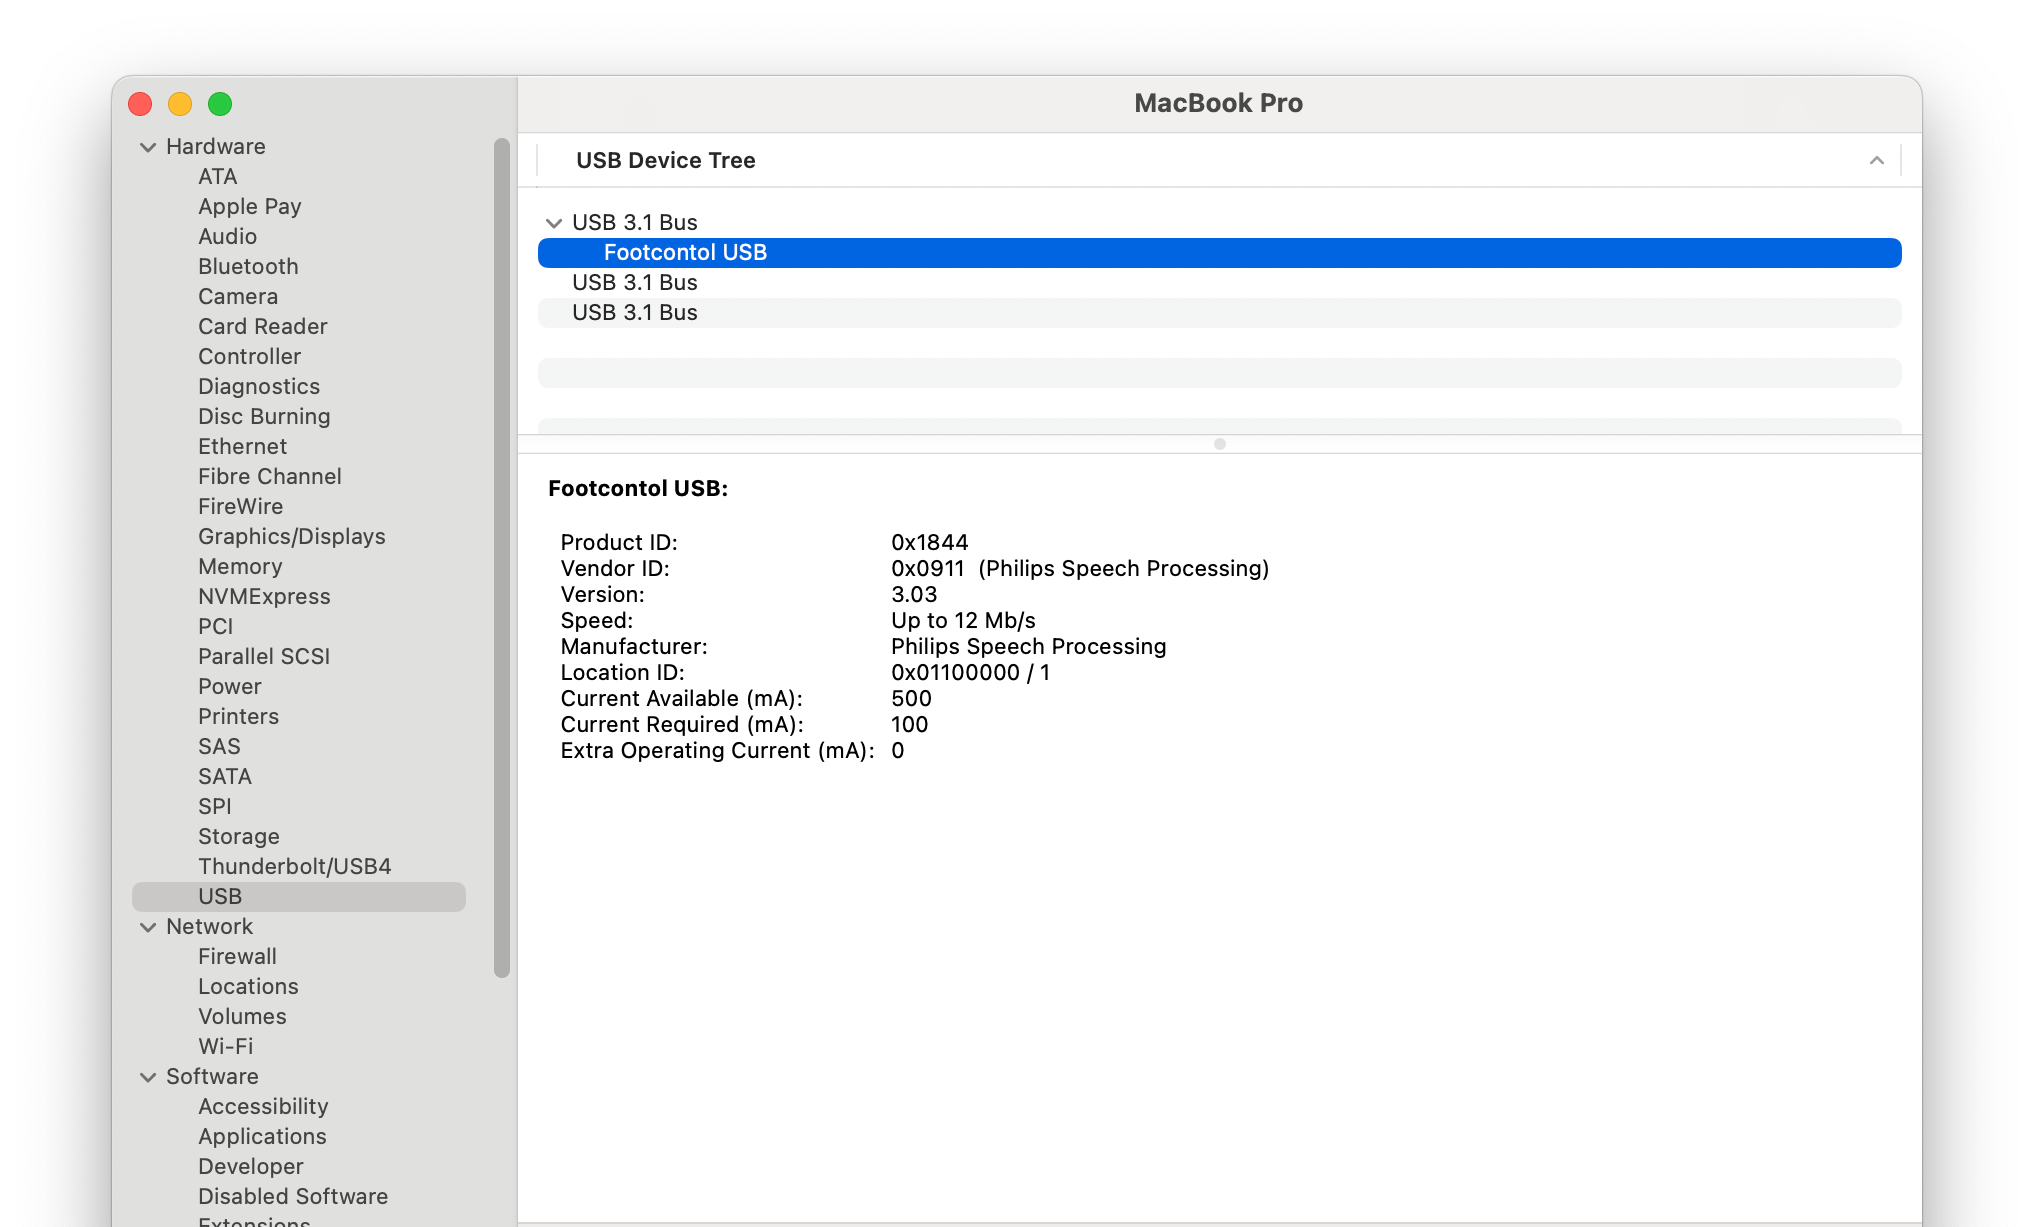 MacBook Pro
Hardware
ATA
Apple Pay
Audio
Bluetooth
Camera
Card Reader
Controller
Diagnostics
Disc Burning
Ethernet
Fibre Channel
FireWire
Graphics/Displays
Memory
NVMExpress
PCI
Parallel SCSI
Power
Printers
SAS
SATA
SPI
Storage
Thunderbolt/USB4
USB
Network
Firewall
Locations
Volumes
Wi-Fi
Software
Accessibility
Applications
Developer
Disabled Software
Extensions
USB Device Tree
USB 3.1 Bus
Footcontol USB
USB 3.1 Bus
USB 3.1 Bus
Footcontol USB:
Product ID: 0x1844
Vendor ID: 0x0911 (Philips Speech Processing)
Version: 3.03
Speed: Up to 12 Mb/s
Manufacturer: Philips Speech Processing
Location ID: 0x01100000 / 1
Current Available (mA): 500
Current Required (mA): 100
Extra Operating Current (mA): 0